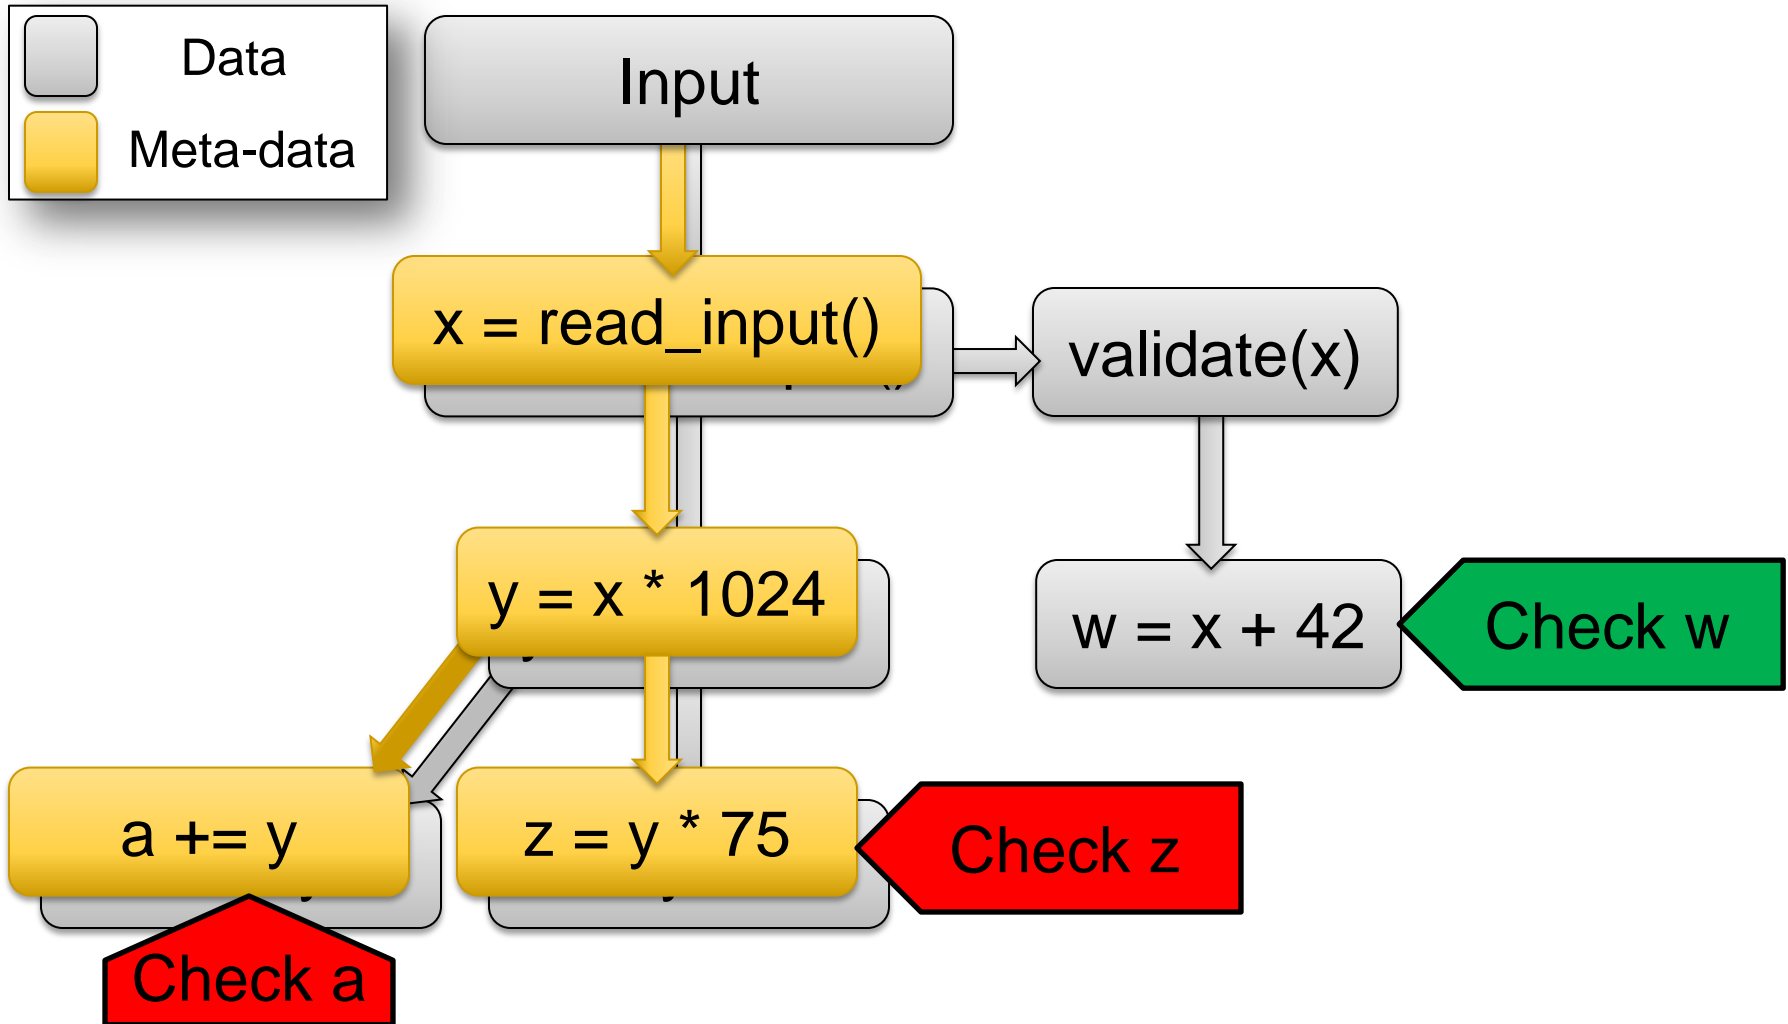 Data
Meta-data
Input
x = read_input()
validate(x)
y = x * 1024
w = x + 42
Check w
a += y
z = y * 75
Check z
Check a